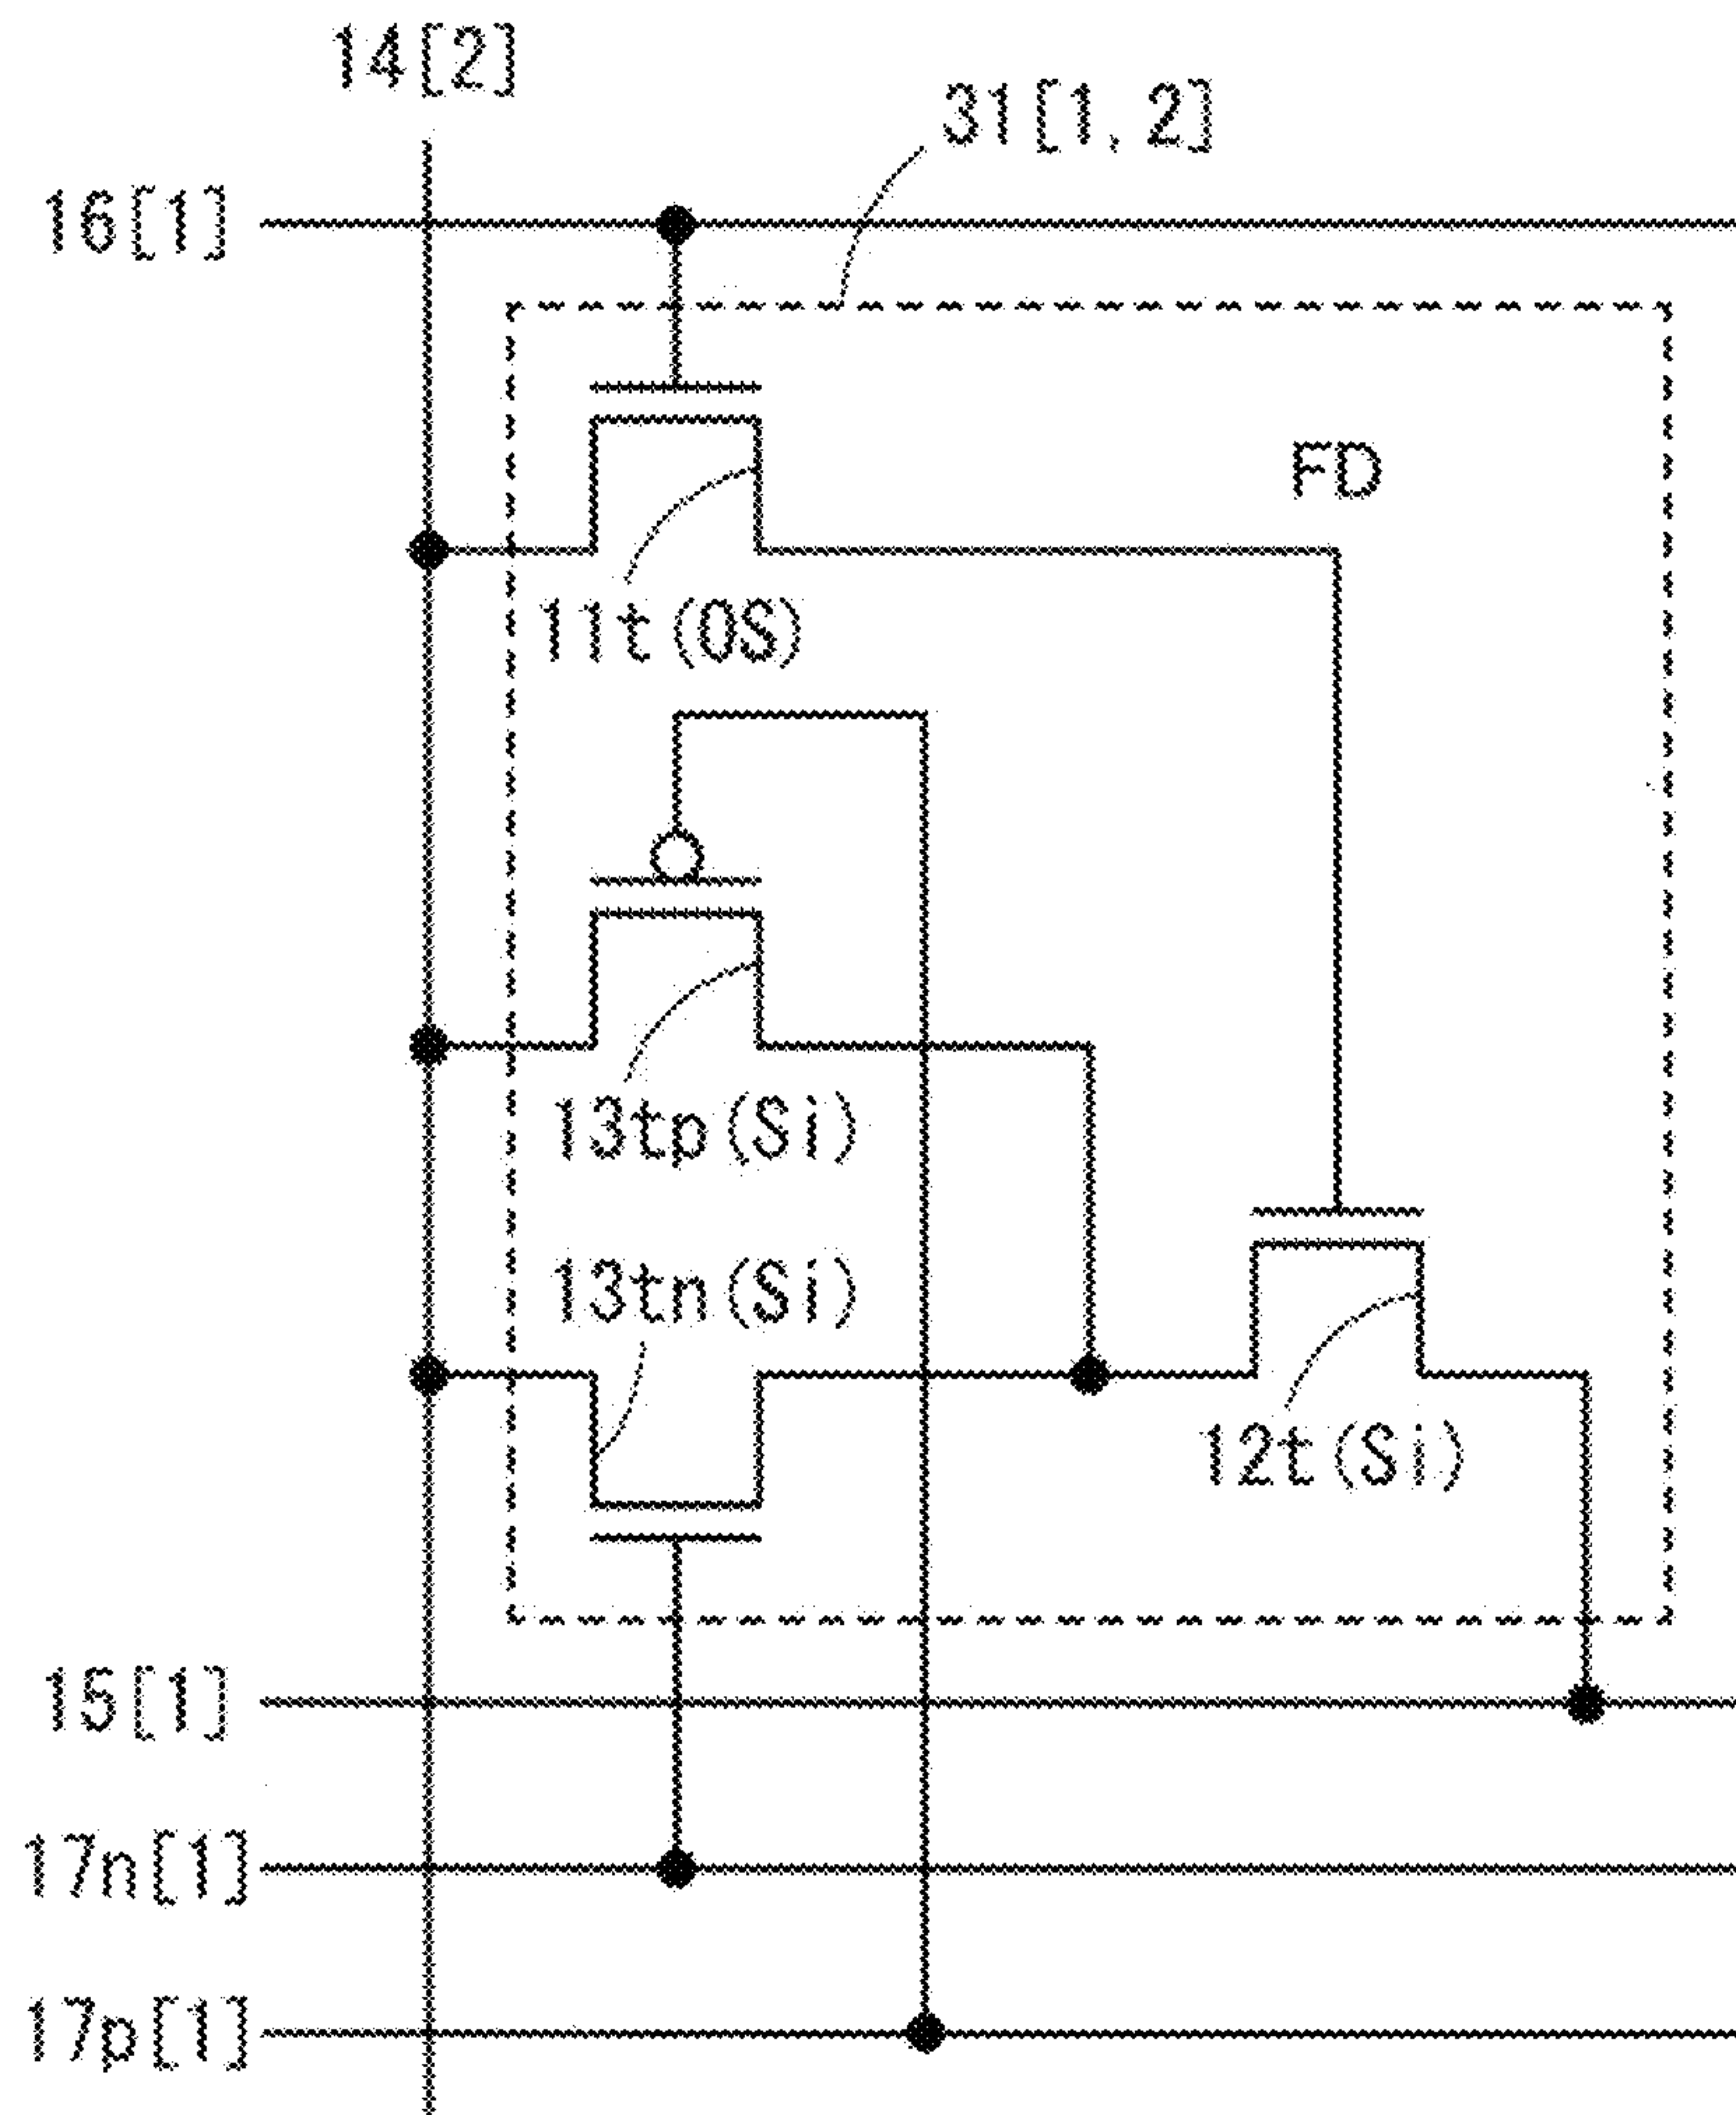 14[2]
31[1,2]
16[1]
FD
11t(OS)
13tp(Si)
13tn(Si)
12t(Si)
15[1]
17n[1]
17p[1]